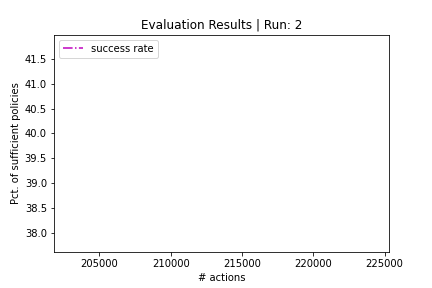 Evaluation Results | Run: 2
success rate
Pct. of sufficient policies
41.5
41.0
40.5
40.0
39.5
39.0
38.5
38.0
205000 210000 215000 220000 225000
# actions